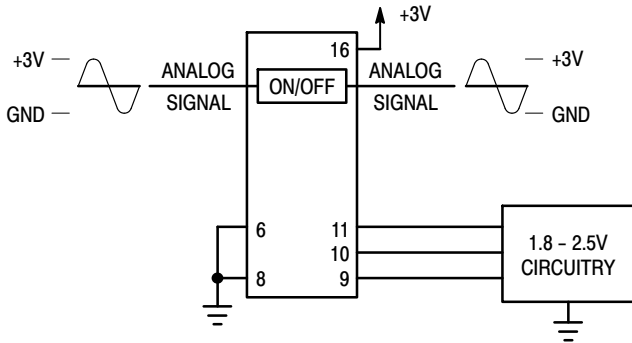 +3V
16
+3V
ANALOG
SIGNAL
ON/OFF
ANALOG
SIGNAL
+3V
GND
GND
6
11
10
8
9
1.8 – 2.5V
CIRCUITRY